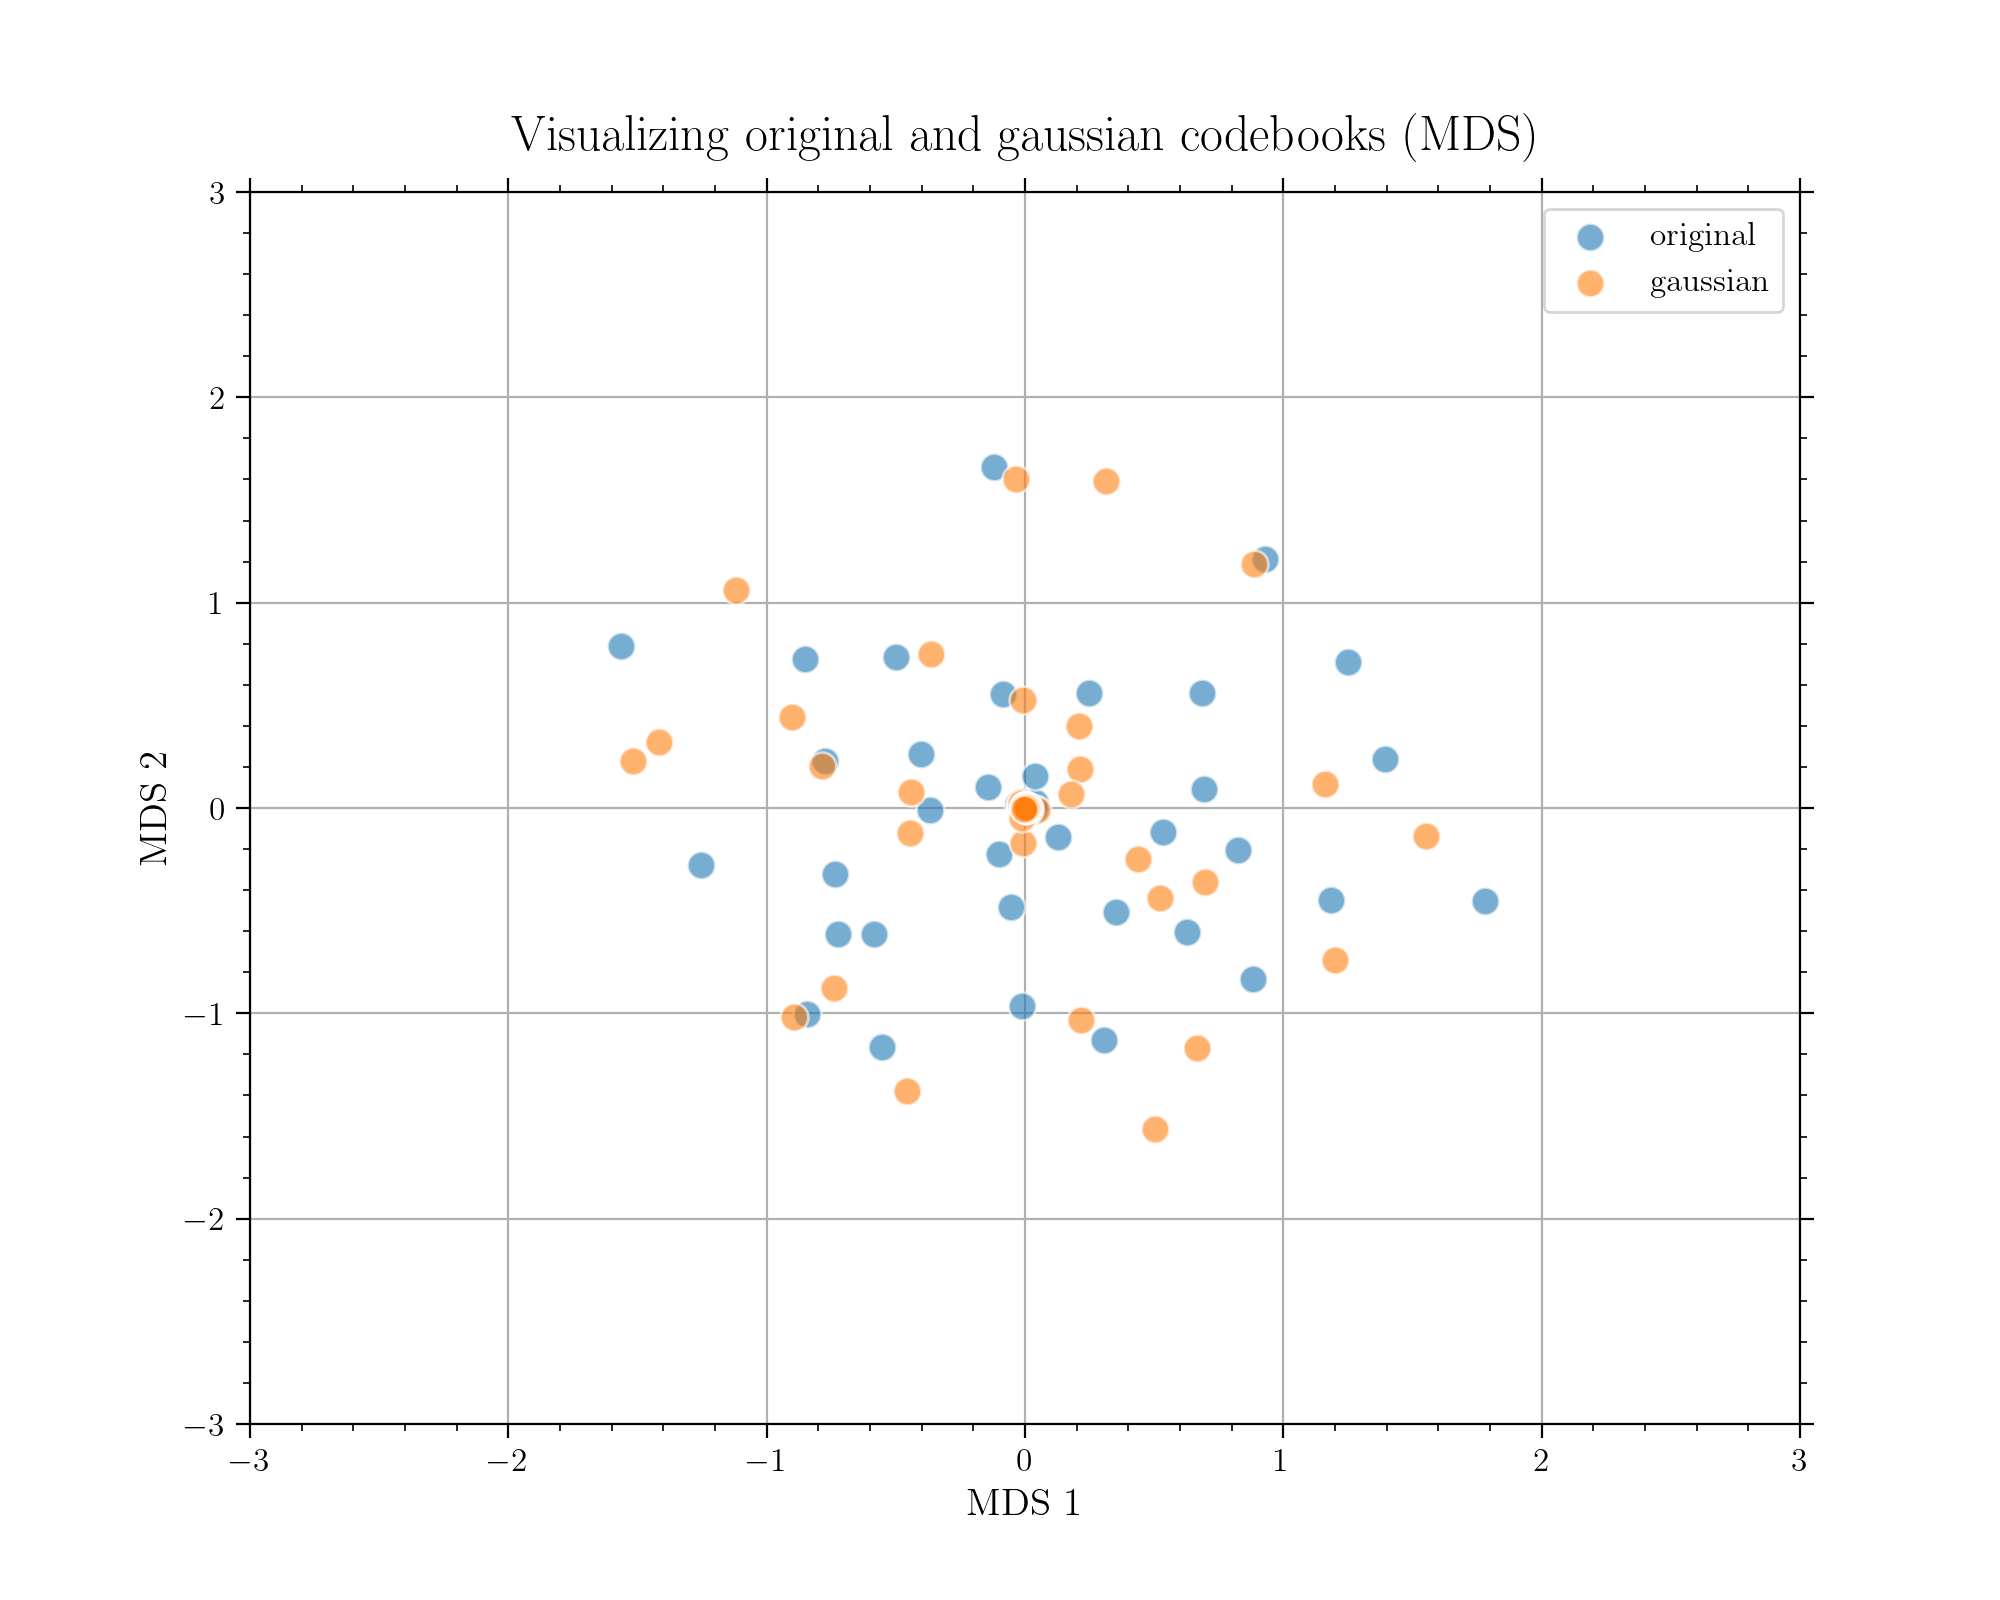 Visualizing original and gaussian codebooks (MDS)
original
gaussian
3
2
1
0
−1
−2
−3
MDS 2
−3
−2
−1
0
1
2
3
MDS 1